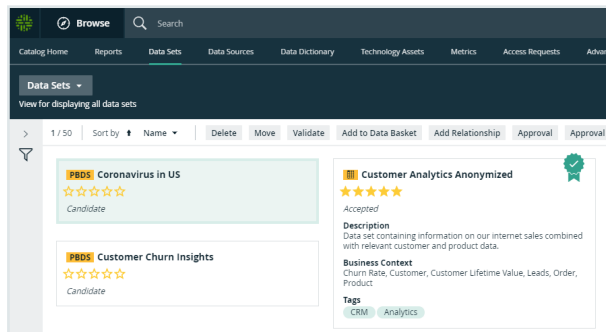 Browse
Search
Catalog Home Reports Data Sets Data Sources Data Dictionary Technology Assets Metrics Access Requests Advan
Data Sets
View for displaying all data sets
1 / 50 Sort by Name Delete Move Validate Add to Data Basket Add Relationship Approval Approval
PBDS Coronavirus in US
Candidate
PBDS Customer Churn Insights
Candidate
Customer Analytics Anonymized
Accepted
Description
Data set containing information on our internet sales combined
with relevant customer and product data.
Business Context
Churn Rate, Customer, Customer Lifetime Value, Leads, Order,
Product
Tags
CRM Analytics